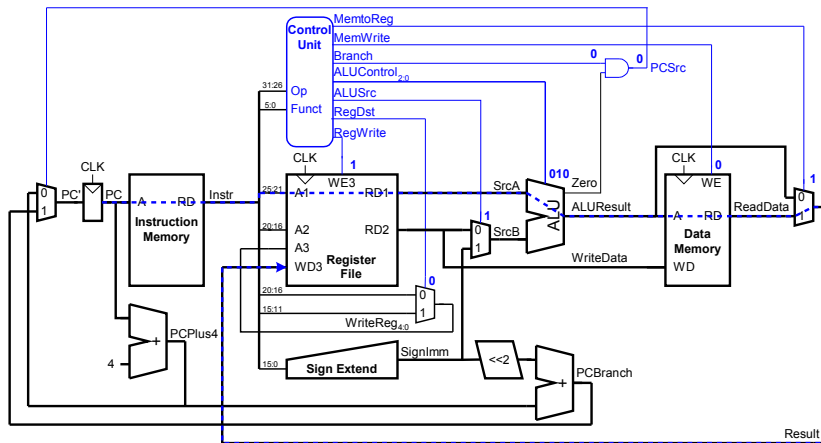 MemtoReg
Control
Unit
MemWrite
Branch
0
0
PCSrc
ALUControl2:0
31:26
Op
ALUSrc
5:0
Funct
RegDst
RegWrite
CLK
CLK
1
010
0
1
CLK
0
1
PC'
PC
A
RD
Instr
25:21
A1
WE3
RD1
SrcA
Zero
WE
0
1
Instruction
Memory
20:16
A2
RD2
1
0
1
SrcB
ALU
ALUResult
A
RD
ReadData
Data
Memory
A3
Register
File
WD3
WriteData
WD
0
20:16
0
1
15:11
WriteReg4:0
PCPlus4
+
4
SignImm
15:0
Sign Extend
<<2
+
PCBranch
Result